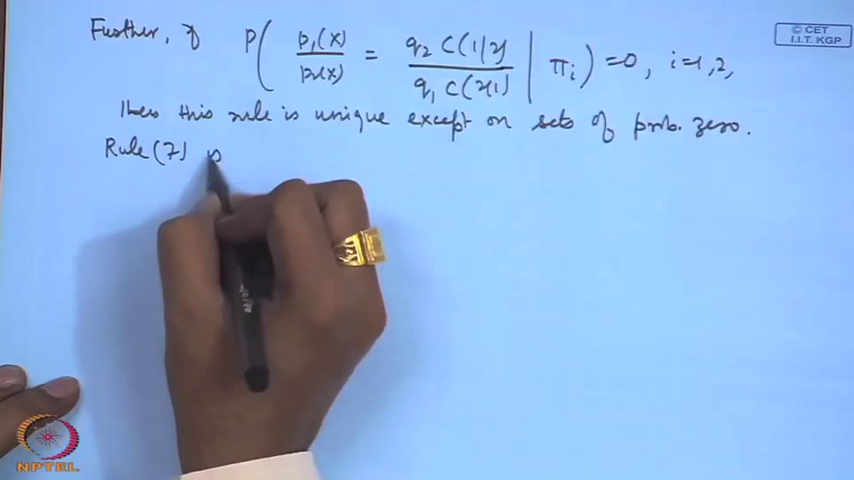 © CET
I.I.T. KGP
Further, if P( p₁(x) / p₂(x) = q₂ C(1|2) / q₁ C(2|1) | πᵢ ) = 0, i=1,2,
then this rule is unique except on sets of prob. zero.
Rule (7)
NPTEL